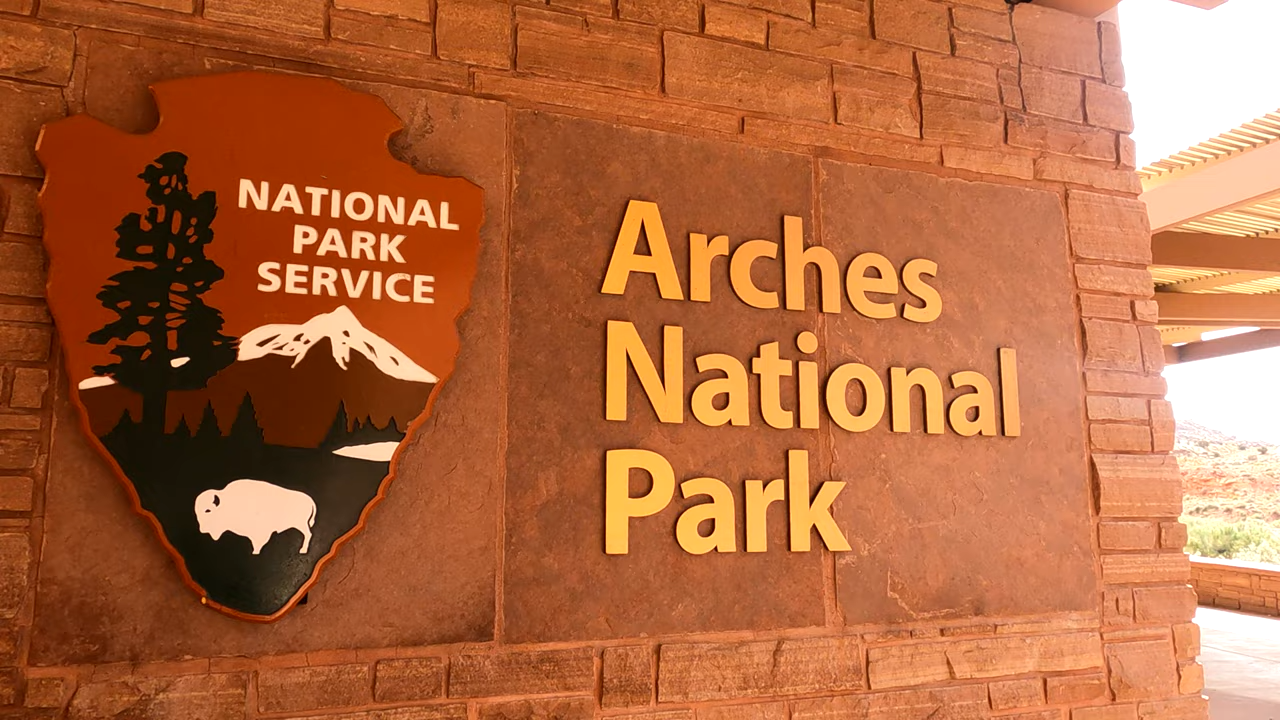 NATIONAL
PARK
SERVICE
Arches
National
Park